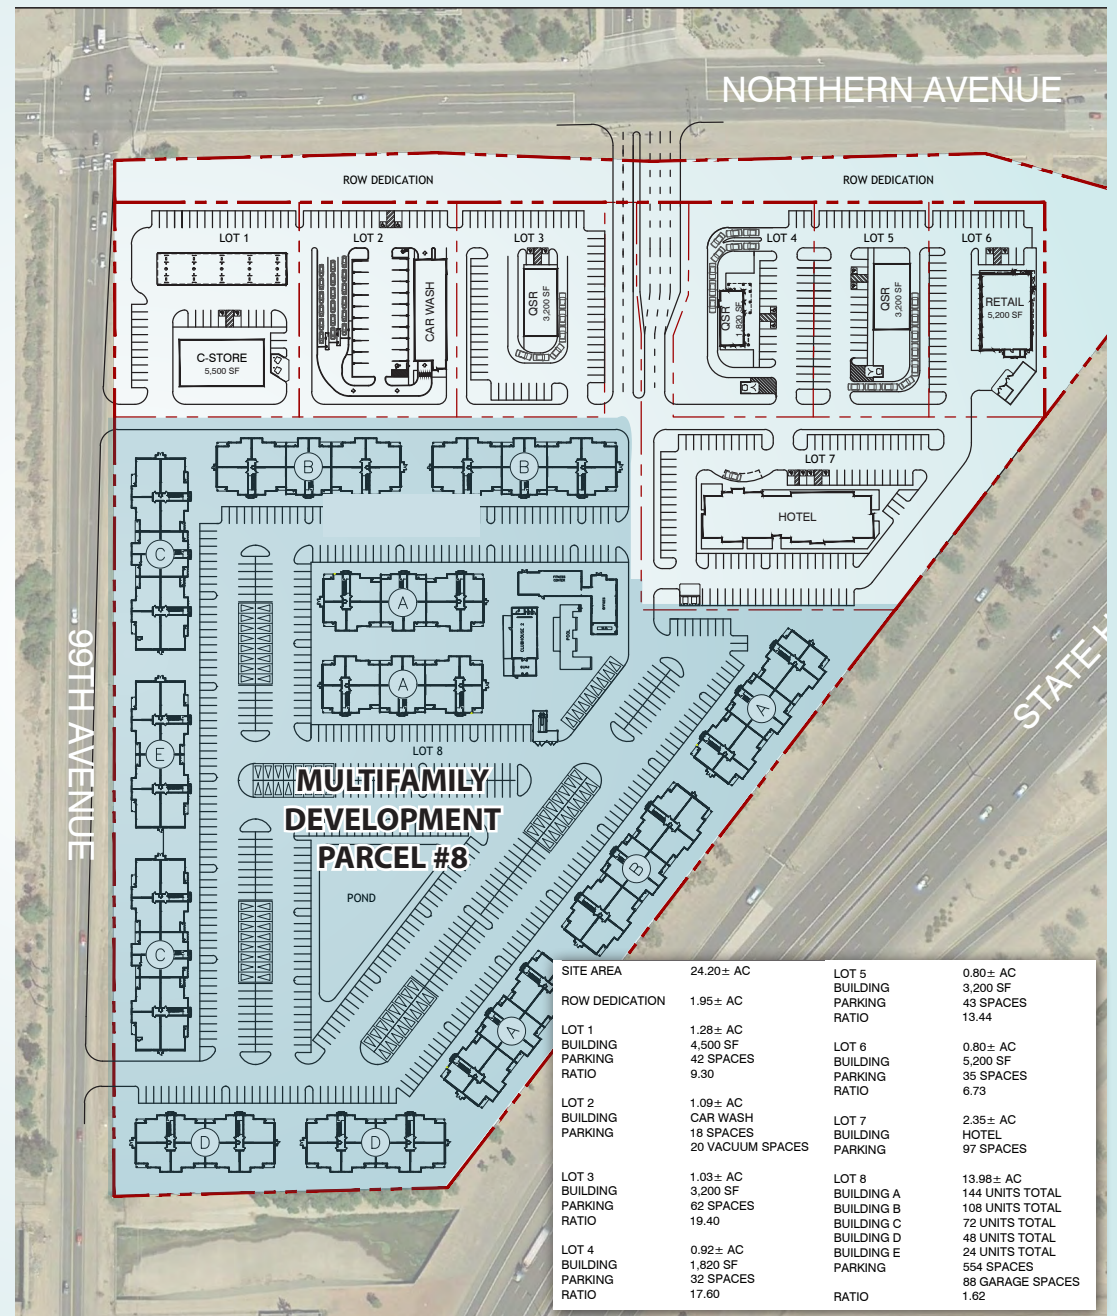 NORTHERN AVENUE
ROW DEDICATION
ROW DEDICATION
LOT 1
LOT 2
LOT 3
LOT 4
LOT 5
LOT 6
C-STORE
5,500 SF
CAR WASH
QSR
3,200 SF
QSR
1,820 SF
QSR
3,200 SF
RETAIL
5,200 SF
LOT 7
HOTEL
B
B
C
A
A
FITNESS
CENTER
CLUBHOUSE 2
POOL
A
E
LOT 8
MULTIFAMILY
DEVELOPMENT
PARCEL #8
POND
B
C
A
D
D
99TH AVENUE
STATE H
SITE AREA 24.20± AC
ROW DEDICATION 1.95± AC
LOT 1 1.28± AC
BUILDING 4,500 SF
PARKING 42 SPACES
RATIO 9.30
LOT 2 1.09± AC
BUILDING CAR WASH
PARKING 18 SPACES
20 VACUUM SPACES
LOT 3 1.03± AC
BUILDING 3,200 SF
PARKING 62 SPACES
RATIO 19.40
LOT 4 0.92± AC
BUILDING 1,820 SF
PARKING 32 SPACES
RATIO 17.60
LOT 5 0.80± AC
BUILDING 3,200 SF
PARKING 43 SPACES
RATIO 13.44
LOT 6 0.80± AC
BUILDING 5,200 SF
PARKING 35 SPACES
RATIO 6.73
LOT 7 2.35± AC
BUILDING HOTEL
PARKING 97 SPACES
LOT 8 13.98± AC
BUILDING A 144 UNITS TOTAL
BUILDING B 108 UNITS TOTAL
BUILDING C 72 UNITS TOTAL
BUILDING D 48 UNITS TOTAL
BUILDING E 24 UNITS TOTAL
PARKING 554 SPACES
88 GARAGE SPACES
RATIO 1.62